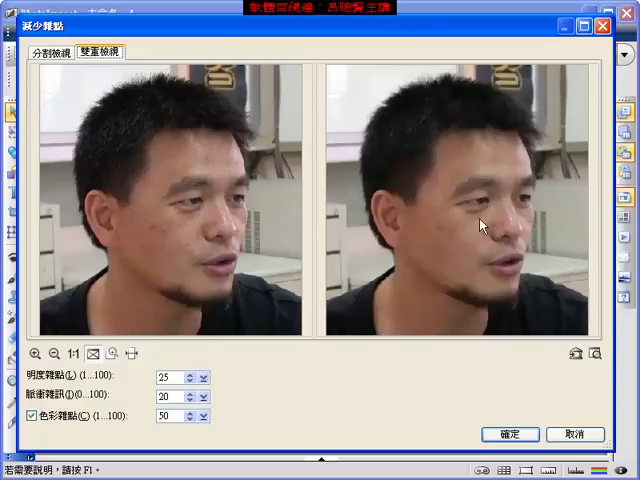 軟體百視達：呂聰賢主講
減少雜點
分割檢視
雙重檢視
1:1
明度雜點(L) (1...100):
25
脈衝雜訊(I)(0...100):
20
色彩雜點(C) (1...100):
50
確定
取消
若需要說明，請按 F1。